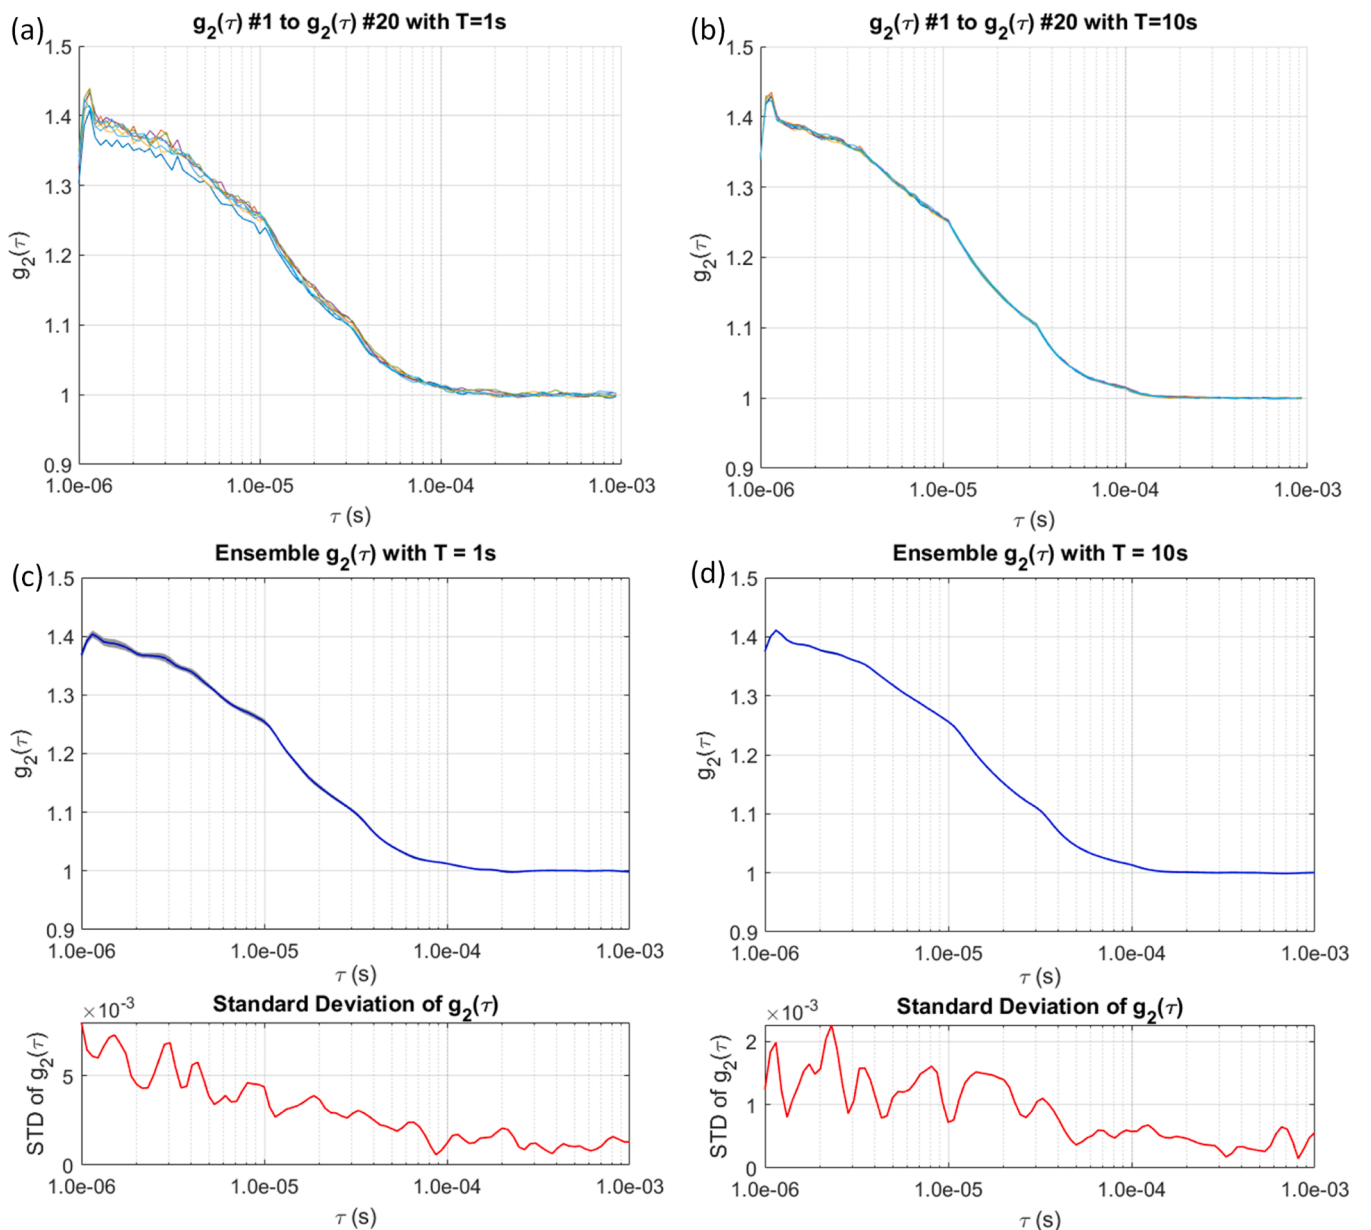 (a)
g₂(τ) #1 to g₂(τ) #20 with T=1s
1.5
1.4
1.3
1.2
1.1
1
0.9
g₂(τ)
1.0e-06 1.0e-05 1.0e-04 1.0e-03
τ (s)
(b)
g₂(τ) #1 to g₂(τ) #20 with T=10s
1.5
1.4
1.3
1.2
1.1
1
0.9
g₂(τ)
1.0e-06 1.0e-05 1.0e-04 1.0e-03
τ (s)
(c)
Ensemble g₂(τ) with T = 1s
1.5
1.4
1.3
1.2
1.1
1
0.9
g₂(τ)
1.0e-06 1.0e-05 1.0e-04 1.0e-03
τ (s)
×10⁻³
Standard Deviation of g₂(τ)
5
0
STD of g₂(τ)
1.0e-06 1.0e-05 1.0e-04 1.0e-03
τ (s)
(d)
Ensemble g₂(τ) with T = 10s
1.5
1.4
1.3
1.2
1.1
1
0.9
g₂(τ)
1.0e-06 1.0e-05 1.0e-04 1.0e-03
τ (s)
×10⁻³
Standard Deviation of g₂(τ)
2
1
0
STD of g₂(τ)
1.0e-06 1.0e-05 1.0e-04 1.0e-03
τ (s)